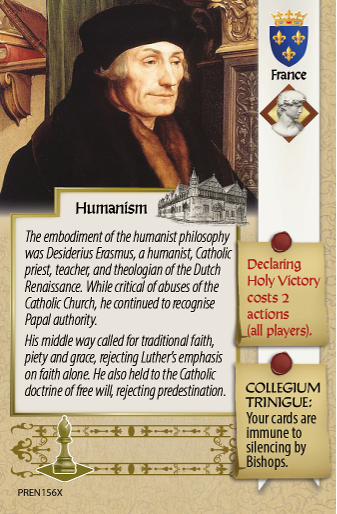 France
Humanism
The embodiment of the humanist philosophy
was Desiderius Erasmus, a humanist, Catholic
priest, teacher, and theologian of the Dutch
Renaissance. While critical of abuses of the
Catholic Church, he continued to recognise
Papal authority.
His middle way called for traditional faith,
piety and grace, rejecting Luther's emphasis
on faith alone. He also held to the Catholic
doctrine of free will, rejecting predestination.
Declaring
Holy Victory
costs 2
actions
(all players).
COLLEGIUM
TRINIGUE:
Your cards are
immune to
silencing by
Bishops.
PREN156X